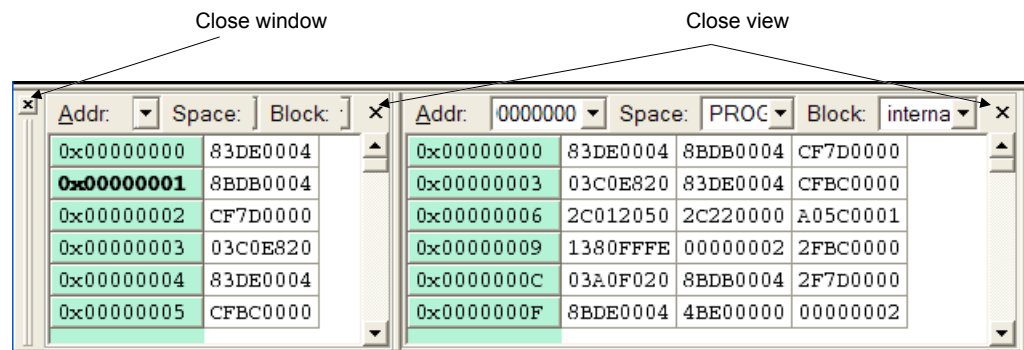 Close window Close view
Addr: Space: Block: Addr: 0000000 Space: PROG Block: interna
0x00000000 83DE0004 0x00000000 83DE0004 8BDB0004 CF7D0000
0x00000001 8BDB0004 0x00000003 03C0E820 83DE0004 CFBC0000
0x00000002 CF7D0000 0x00000006 2C012050 2C220000 A05C0001
0x00000003 03C0E820 0x00000009 1380FFFE 00000002 2FBC0000
0x00000004 83DE0004 0x0000000C 03A0F020 8BDB0004 2F7D0000
0x00000005 CFBC0000 0x0000000F 8BDE0004 4BE00000 00000002